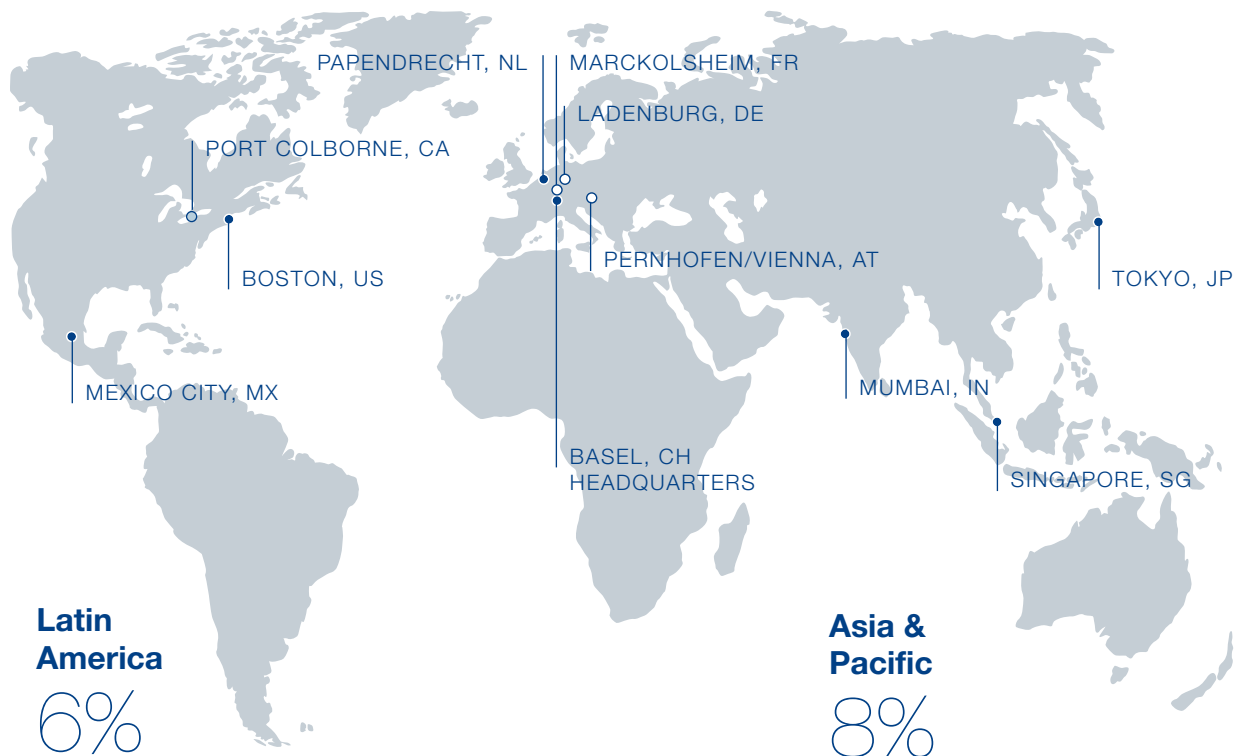 PAPENDRECHT, NL
MARCKOLSHEIM, FR
LADENBURG, DE
PORT COLBORNE, CA
PERNHOFEN/VIENNA, AT
BOSTON, US
TOKYO, JP
MEXICO CITY, MX
MUMBAI, IN
BASEL, CH
HEADQUARTERS
SINGAPORE, SG
Latin
America
6%
Asia &
Pacific
8%